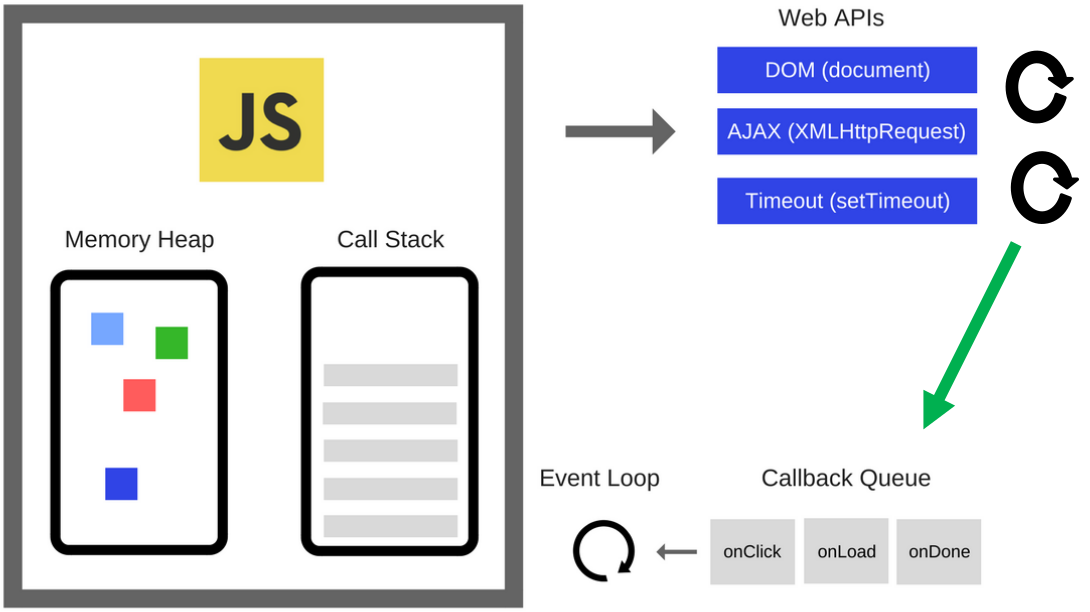 Web APIs
JS
DOM (document)
AJAX (XMLHttpRequest)
Timeout (setTimeout)
Memory Heap
Call Stack
Event Loop
Callback Queue
onClick
onLoad
onDone